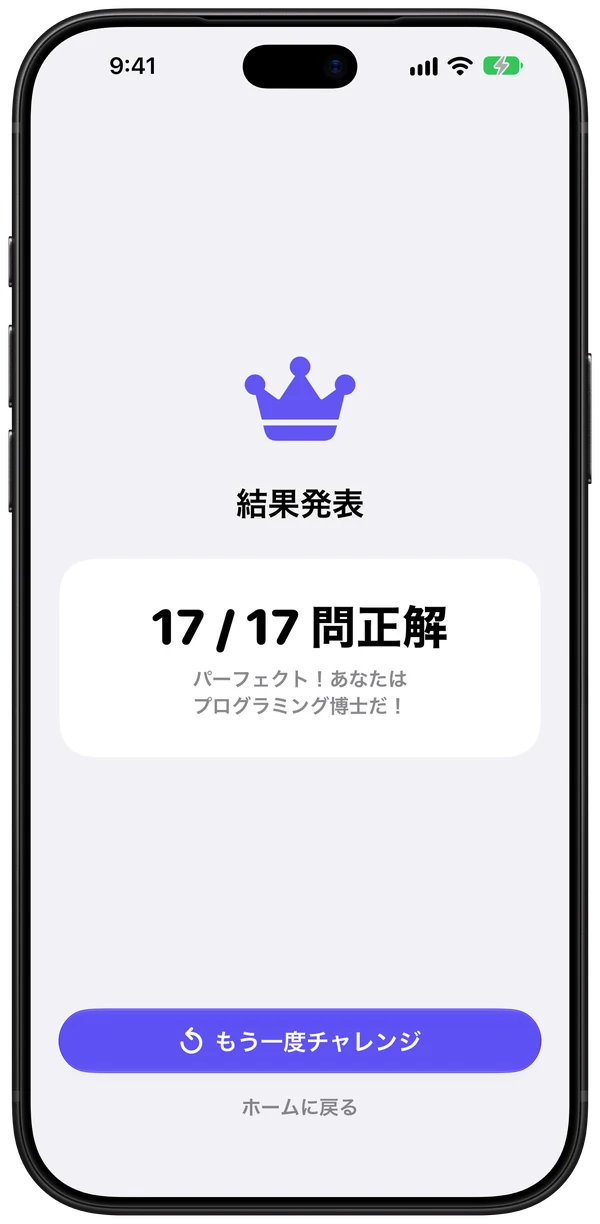 9:41
結果発表
17 / 17 問正解
パーフェクト！あなたは
プログラミング博士だ！
もう一度チャレンジ
ホームに戻る